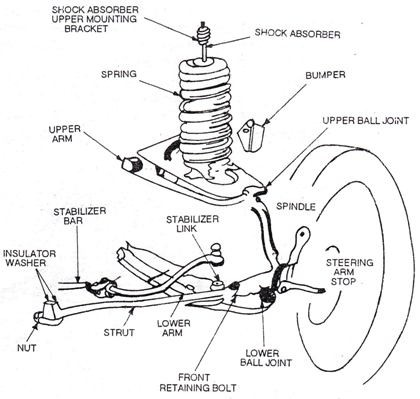 SHOCK ABSORBER
UPPER MOUNTING
BRACKET
SHOCK ABSORBER
SPRING
BUMPER
UPPER BALL JOINT
UPPER
ARM
SPINDLE
STABILIZER
BAR
STABILIZER
LINK
INSULATOR
WASHER
STEERING
ARM
STOP
NUT
STRUT
LOWER
ARM
LOWER
BALL JOINT
FRONT
RETAINING BOLT